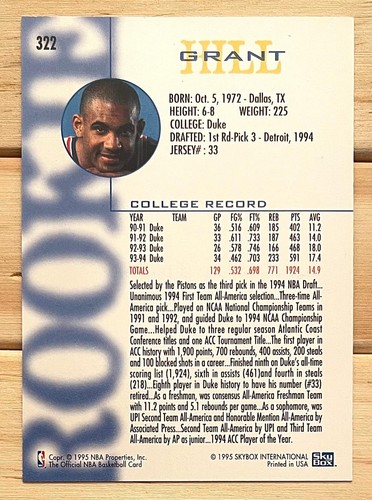 322
GRANT
HILL
BORN: Oct. 5, 1972 - Dallas, TX
HEIGHT: 6-8 WEIGHT: 225
COLLEGE: Duke
DRAFTED: 1st Rd-Pick 3 - Detroit, 1994
JERSEY# : 33
ROOKIE
COLLEGE RECORD
YEAR TEAM GP FG% FT% REB PTS AVG
90-91 Duke 36 .516 .609 185 402 11.2
91-92 Duke 33 .611 .733 187 463 14.0
92-93 Duke 26 .578 .746 166 468 18.0
93-94 Duke 34 .462 .703 233 591 17.4
TOTALS 129 .532 .698 771 1924 14.9
Selected by the Pistons as the third pick in the 1994 NBA Draft...
Unanimous 1994 First Team All-America selection...Three-time All-
America pick...Played on NCAA National Championship Teams in
1991 and 1992, and guided Duke to 1994 NCAA Championship
Game...Helped Duke to three regular season Atlantic Coast
Conference titles and one ACC Tournament Title...The first player in
ACC history with 1,900 points, 700 rebounds, 400 assists, 200 steals
and 100 blocked shots in a career...Finished ninth on Duke's all-time
scoring list (1,924), sixth in assists (461)and fourth in steals
(218)...Eighth player in Duke history to have his number (#33)
retired...As a freshman, was consensus All-America Freshman Team
with 11.2 points and 5.1 rebounds per game...As a sophomore, was
UPI Second Team All-America and Honorable Mention All-America by
Associated Press...Second Team All-America by UPI and Third Team
All-America by AP as junior...1994 ACC Player of the Year.
Copr. © 1995 NBA Properties, Inc.
The Official NBA Basketball Card
© 1995 SKYBOX INTERNATIONAL
Printed in USA
SkyBox